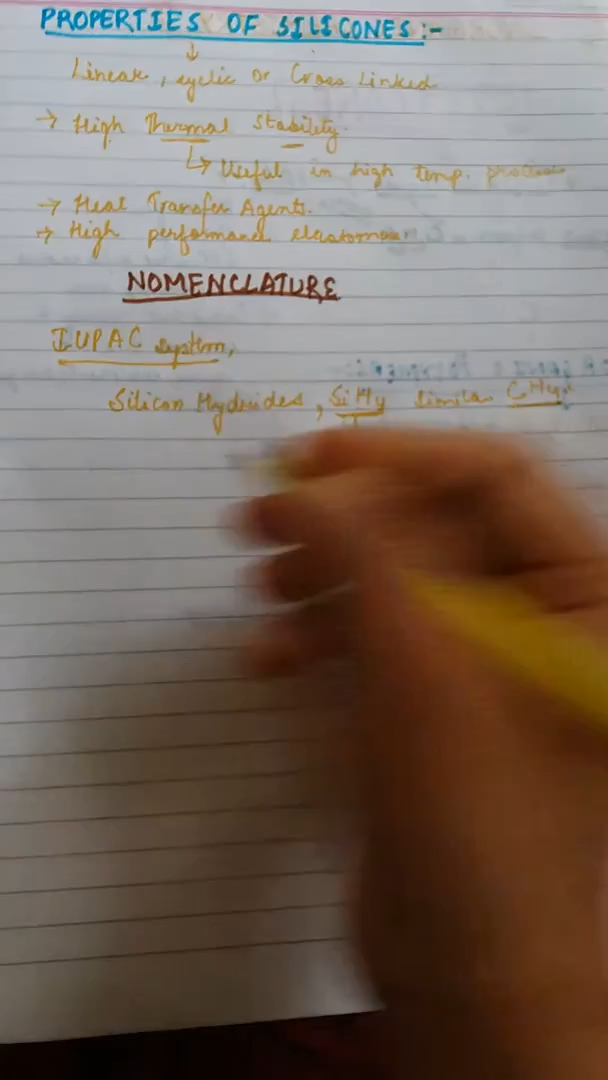 PROPERTIES OF SILICONES:-
Linear, cyclic or Cross Linked
→ High Thermal Stability.
↳ Useful in high temp.
→ Heat Transfer Agents.
→ High performance elastomers
NOMENCLATURE
IUPAC system,
Silicon Hydrides, SiH4 similar CH4,